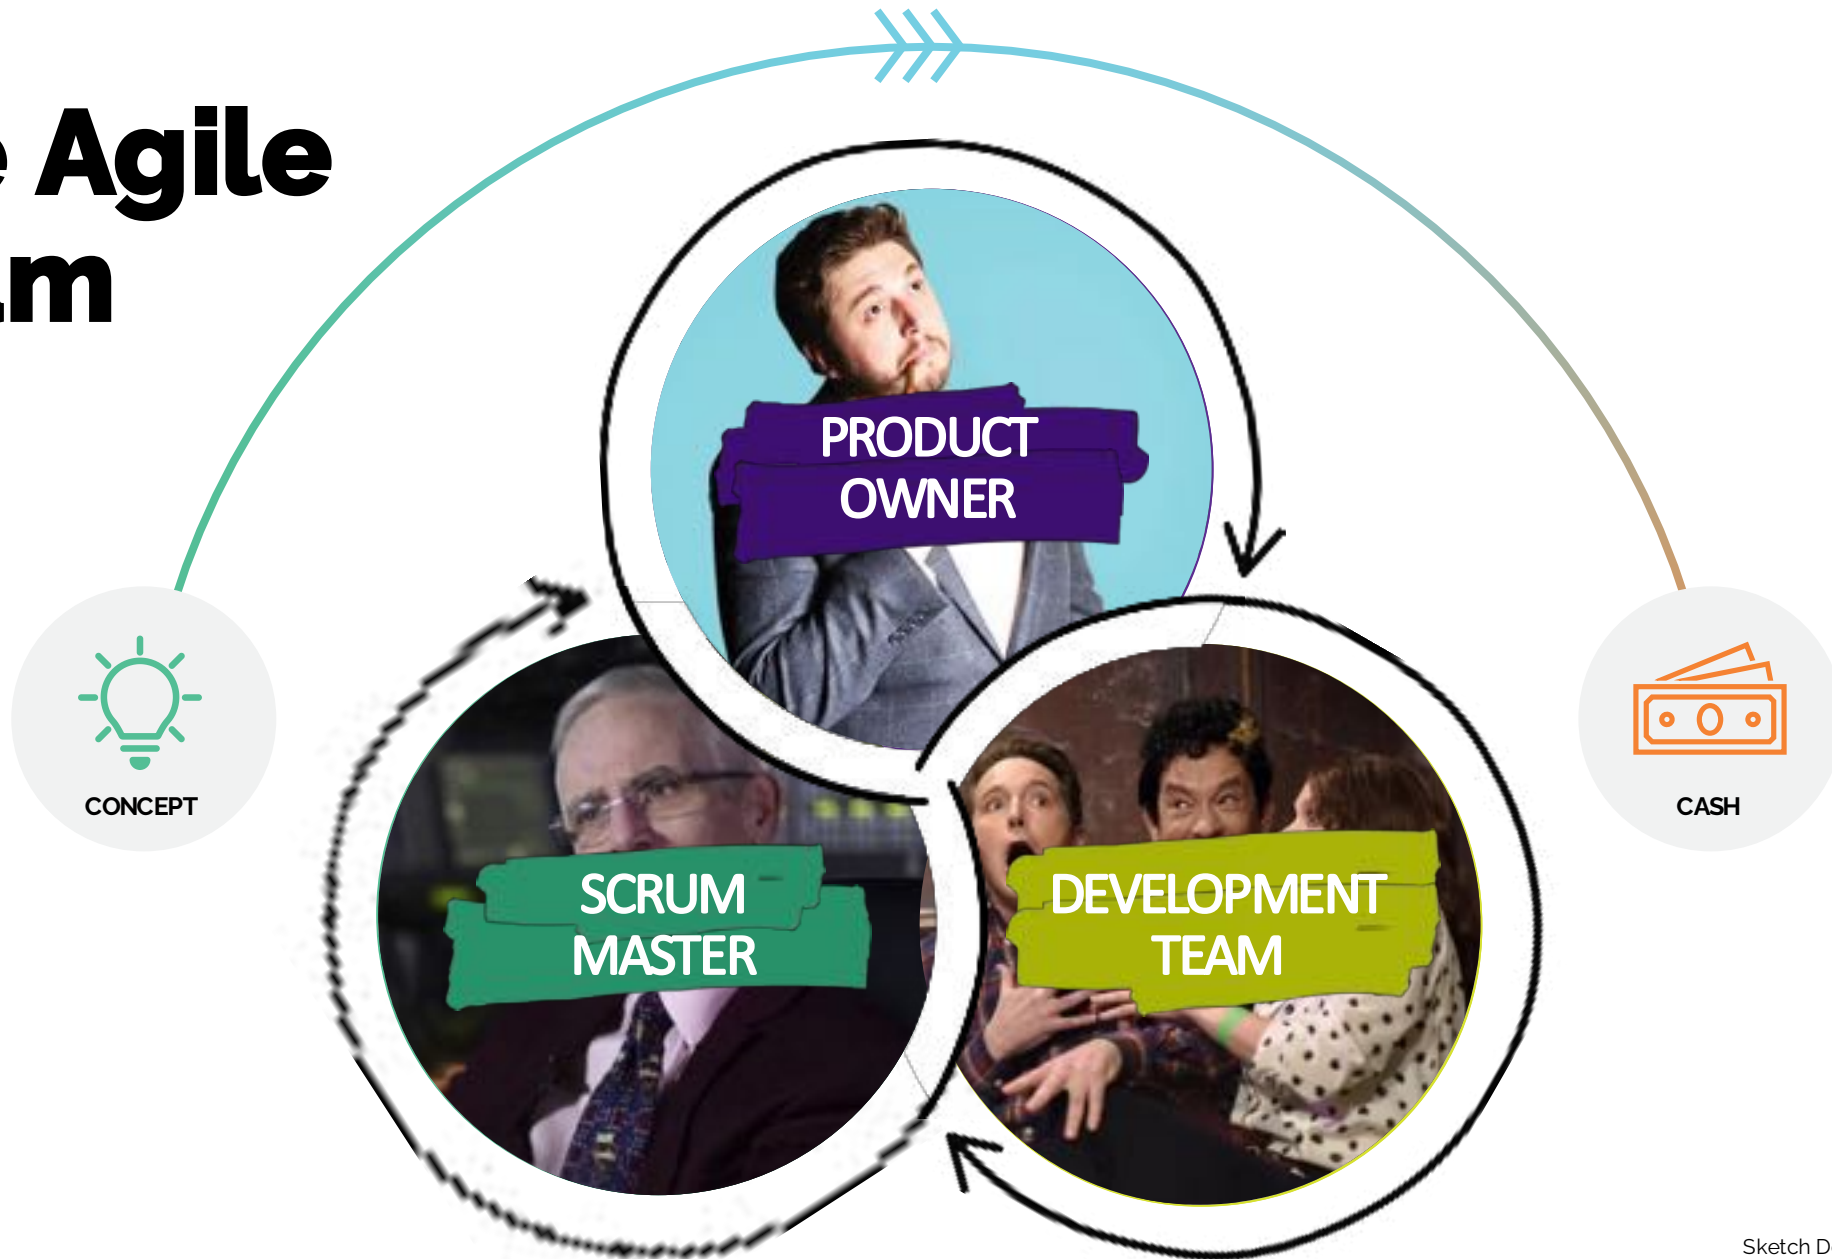 Agile
PRODUCT
OWNER
SCRUM
MASTER
DEVELOPMENT
TEAM
CONCEPT
CASH
Sketch D